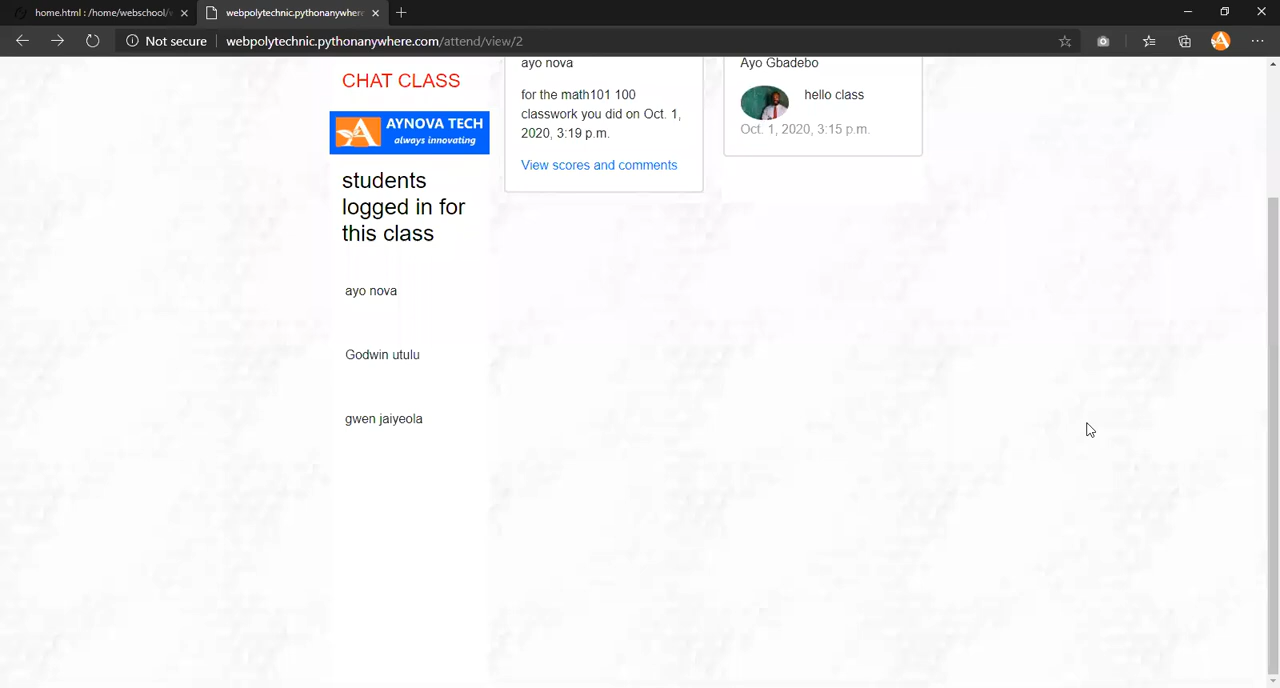 home.html : /home/webschool/v
webpolytechnic.pythonanywhere
Not secure
webpolytechnic.pythonanywhere.com/attend/view/2
CHAT CLASS
AYNOVA TECH
always innovating
students
logged in for
this class
ayo nova
Godwin utulu
gwen jaiyeola
ayo nova
for the math101 100
classwork you did on Oct. 1,
2020, 3:19 p.m.
View scores and comments
Ayo Gbadebo
hello class
Oct. 1, 2020, 3:15 p.m.